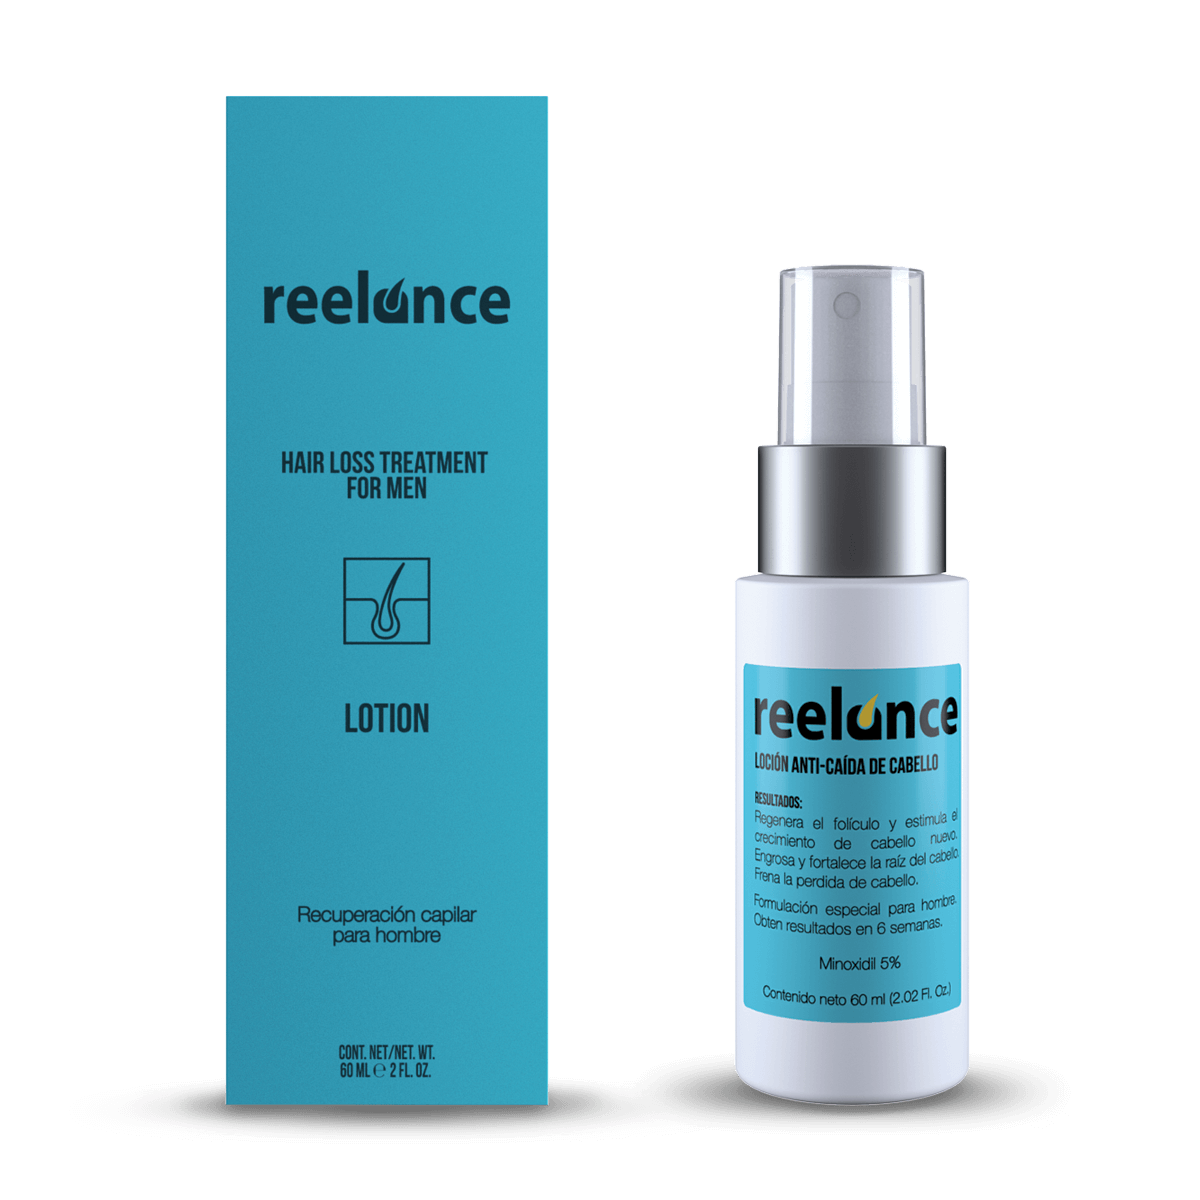 reelance
HAIR LOSS TREATMENT
FOR MEN
LOTION
Recuperación capilar
para hombre
CONT. NET/NET. WT.
60 ML ℮ 2 FL. OZ.
reelance
LOCIÓN ANTI-CAÍDA DE CABELLO
RESULTADOS:
Regenera el folículo y estimula el
crecimiento de cabello nuevo.
Engrosa y fortalece la raíz del cabello.
Frena la perdida de cabello.
Formulación especial para hombre.
Obten resultados en 6 semanas.
Minoxidil 5%
Contenido neto 60 ml (2.02 Fl. Oz.)